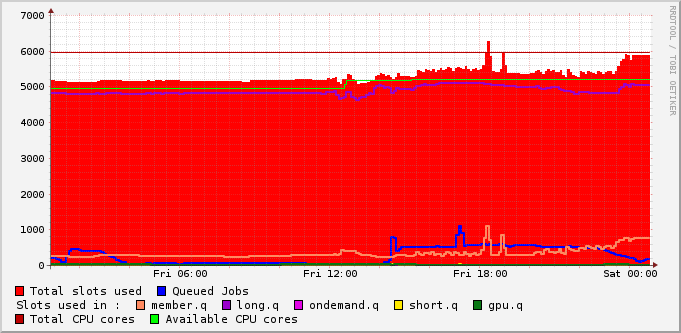 7000
6000
5000
4000
3000
2000
1000
0
Fri 06:00 Fri 12:00 Fri 18:00 Sat 00:00
Total slots used Queued Jobs
Slots used in : member.q long.q ondemand.q short.q gpu.q
Total CPU cores Available CPU cores
RRDTOOL / TOBI OETIKER